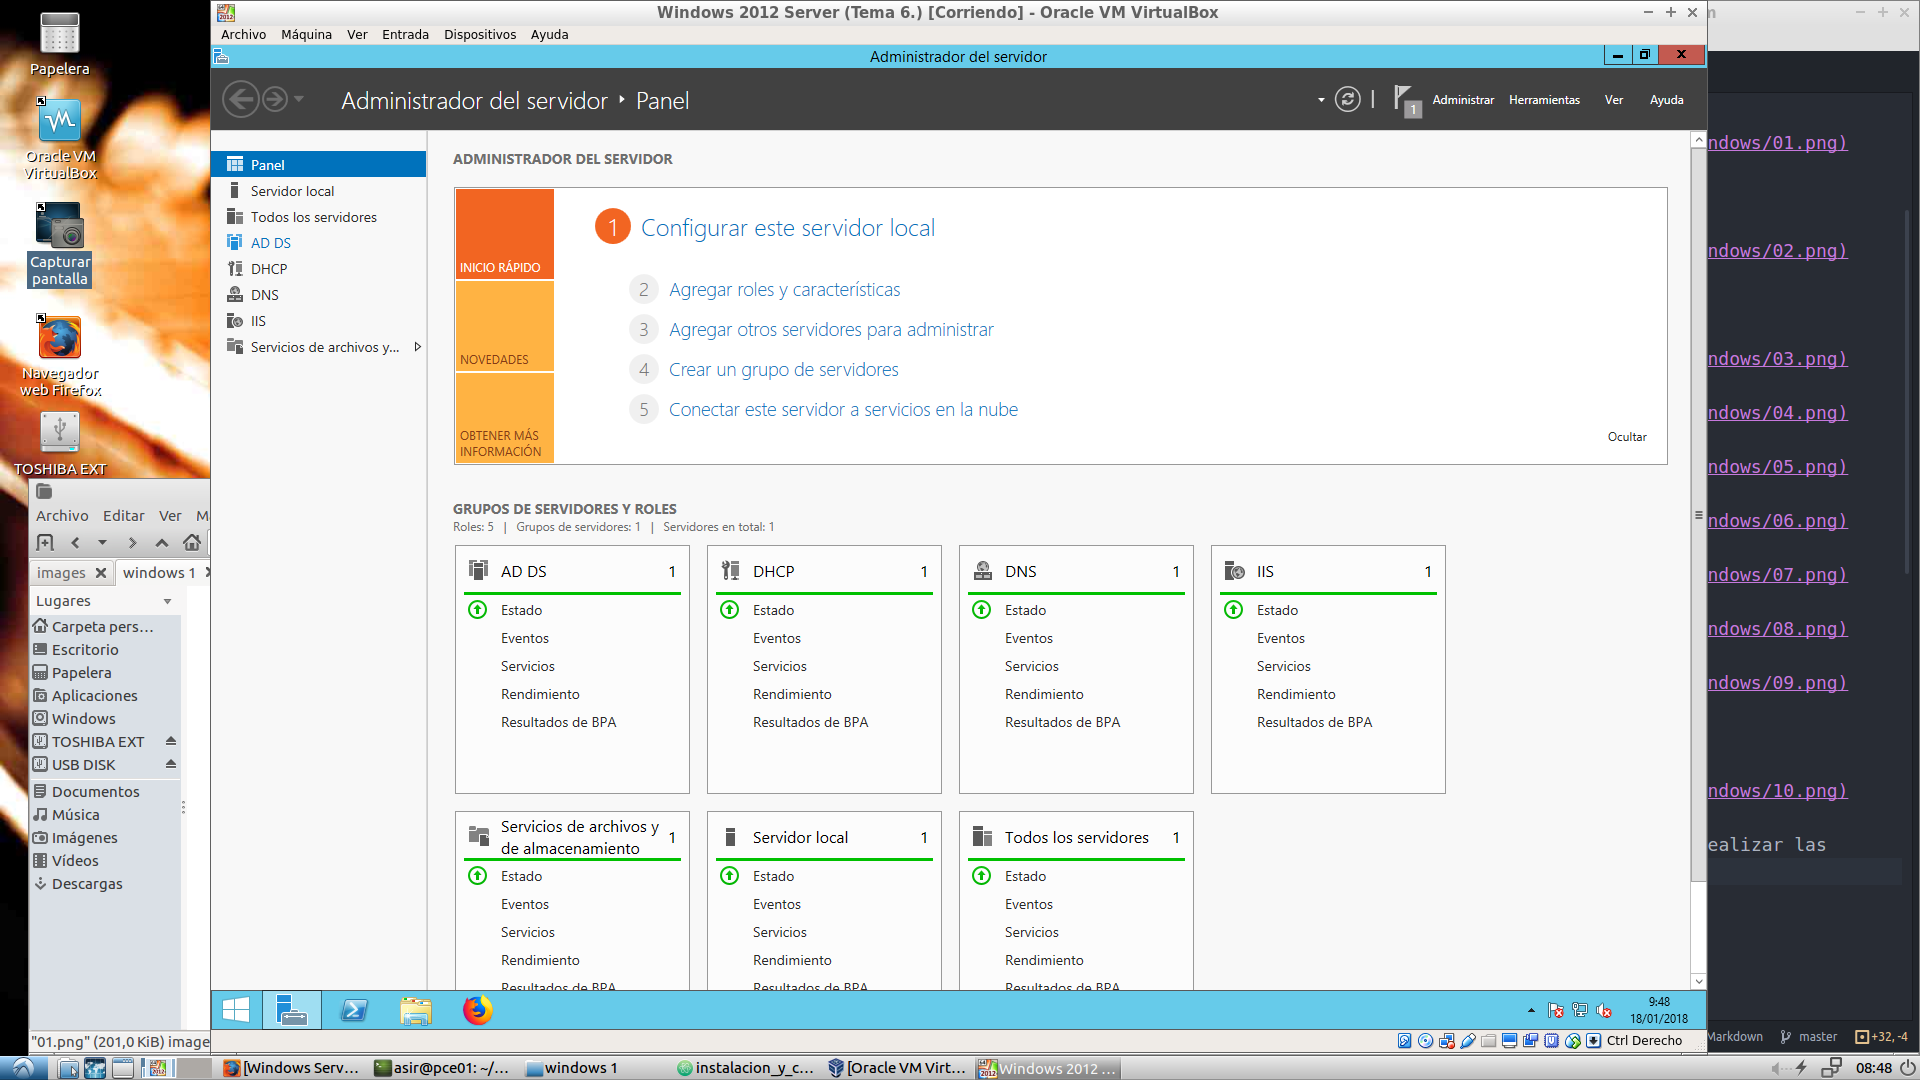 Papelera
Oracle VM
VirtualBox
Capturar
pantalla
Navegador
web Firefox
TOSHIBA EXT
Archivo Editar Ver M
images
windows 1
Lugares
Carpeta pers...
Escritorio
Papelera
Aplicaciones
Windows
TOSHIBA EXT
USB DISK
Documentos
Música
Imágenes
Vídeos
Descargas
"01.png" (201,0 KiB) image
Windows 2012 Server (Tema 6.) [Corriendo] - Oracle VM VirtualBox
Archivo Máquina Ver Entrada Dispositivos Ayuda
Administrador del servidor
Administrador del servidor Panel
1
Administrar Herramientas Ver Ayuda
Panel
Servidor local
Todos los servidores
AD DS
DHCP
DNS
IIS
Servicios de archivos y...
ADMINISTRADOR DEL SERVIDOR
INICIO RÁPIDO
NOVEDADES
OBTENER MÁS
INFORMACIÓN
1 Configurar este servidor local
2 Agregar roles y características
3 Agregar otros servidores para administrar
4 Crear un grupo de servidores
5 Conectar este servidor a servicios en la nube
Ocultar
GRUPOS DE SERVIDORES Y ROLES
Roles: 5 | Grupos de servidores: 1 | Servidores en total: 1
AD DS 1
Estado
Eventos
Servicios
Rendimiento
Resultados de BPA
DHCP 1
Estado
Eventos
Servicios
Rendimiento
Resultados de BPA
DNS 1
Estado
Eventos
Servicios
Rendimiento
Resultados de BPA
IIS 1
Estado
Eventos
Servicios
Rendimiento
Resultados de BPA
Servicios de archivos y
de almacenamiento 1
Estado
Eventos
Servicios
Rendimiento
Resultados de BPA
Servidor local 1
Estado
Eventos
Servicios
Rendimiento
Resultados de BPA
Todos los servidores 1
Estado
Eventos
Servicios
Rendimiento
Resultados de BPA
9:48
18/01/2018
Ctrl Derecho
n
ndows/01.png)
ndows/02.png)
ndows/03.png)
ndows/04.png)
ndows/05.png)
ndows/06.png)
ndows/07.png)
ndows/08.png)
ndows/09.png)
ndows/10.png)
ealizar las
Markdown master +32, -4
[Windows Serv...
asir@pce01: ~/...
windows 1
instalacion_y_c...
[Oracle VM Virt...
Windows 2012 ...
08:48